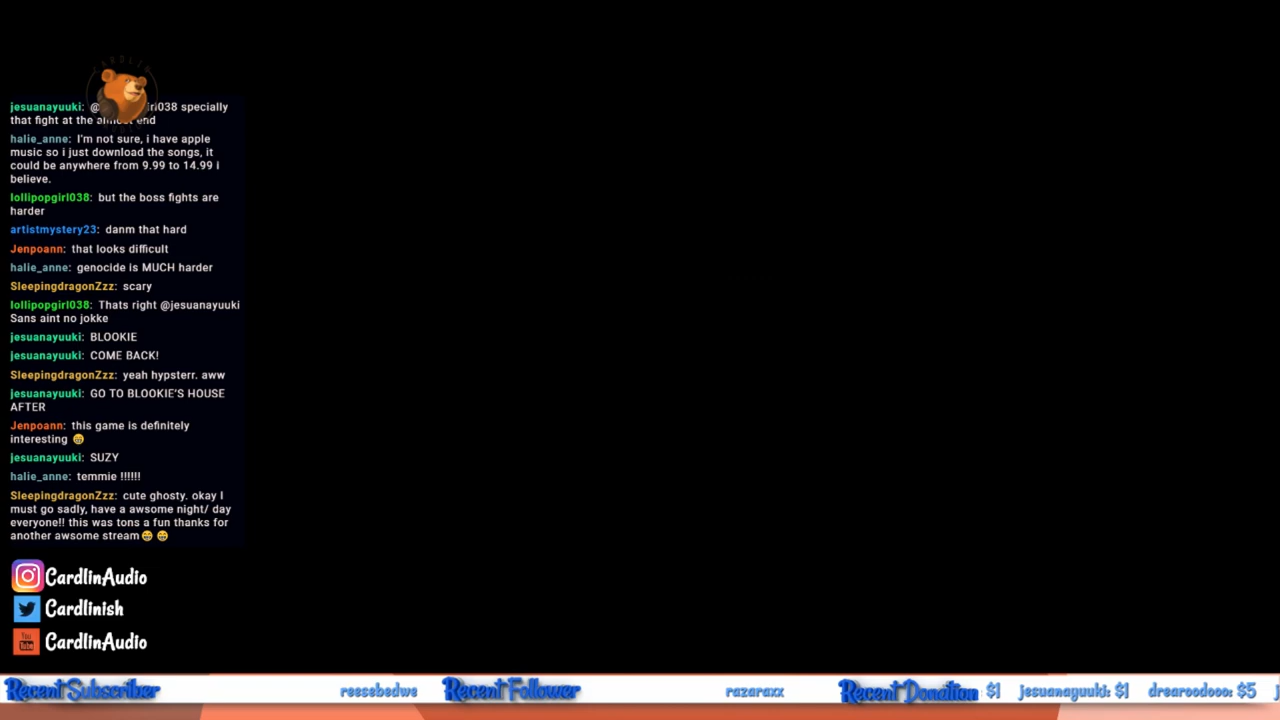 jesuanayuuki: @ irl038 specially
that fight at the almost end
halie_anne: I'm not sure, i have apple
music so i just download the songs, it
could be anywhere from 9.99 to 14.99 i
believe.
lollipopgirl038: but the boss fights are
harder
artistmystery23: danm that hard
Jenpoann: that looks difficult
halie_anne: genocide is MUCH harder
SleepingdragonZzz: scary
lollipopgirl038: Thats right @jesuanayuuki
Sans aint no jokke
jesuanayuuki: BLOOKIE
jesuanayuuki: COME BACK!
SleepingdragonZzz: yeah hypsterr. aww
jesuanayuuki: GO TO BLOOKIE'S HOUSE
AFTER
Jenpoann: this game is definitely
interesting
jesuanayuuki: SUZY
halie_anne: temmie !!!!!!
SleepingdragonZzz: cute ghosty. okay I
must go sadly, have a awsome night/ day
everyone!! this was tons a fun thanks for
another awsome stream
CardlinAudio
Cardlinish
You Tube CardlinAudio
Recent Subscriber reesebedwe Recent Follower razaraxx Recent Donation $1 jesuanayuuki: $1 drearoodooo: $5